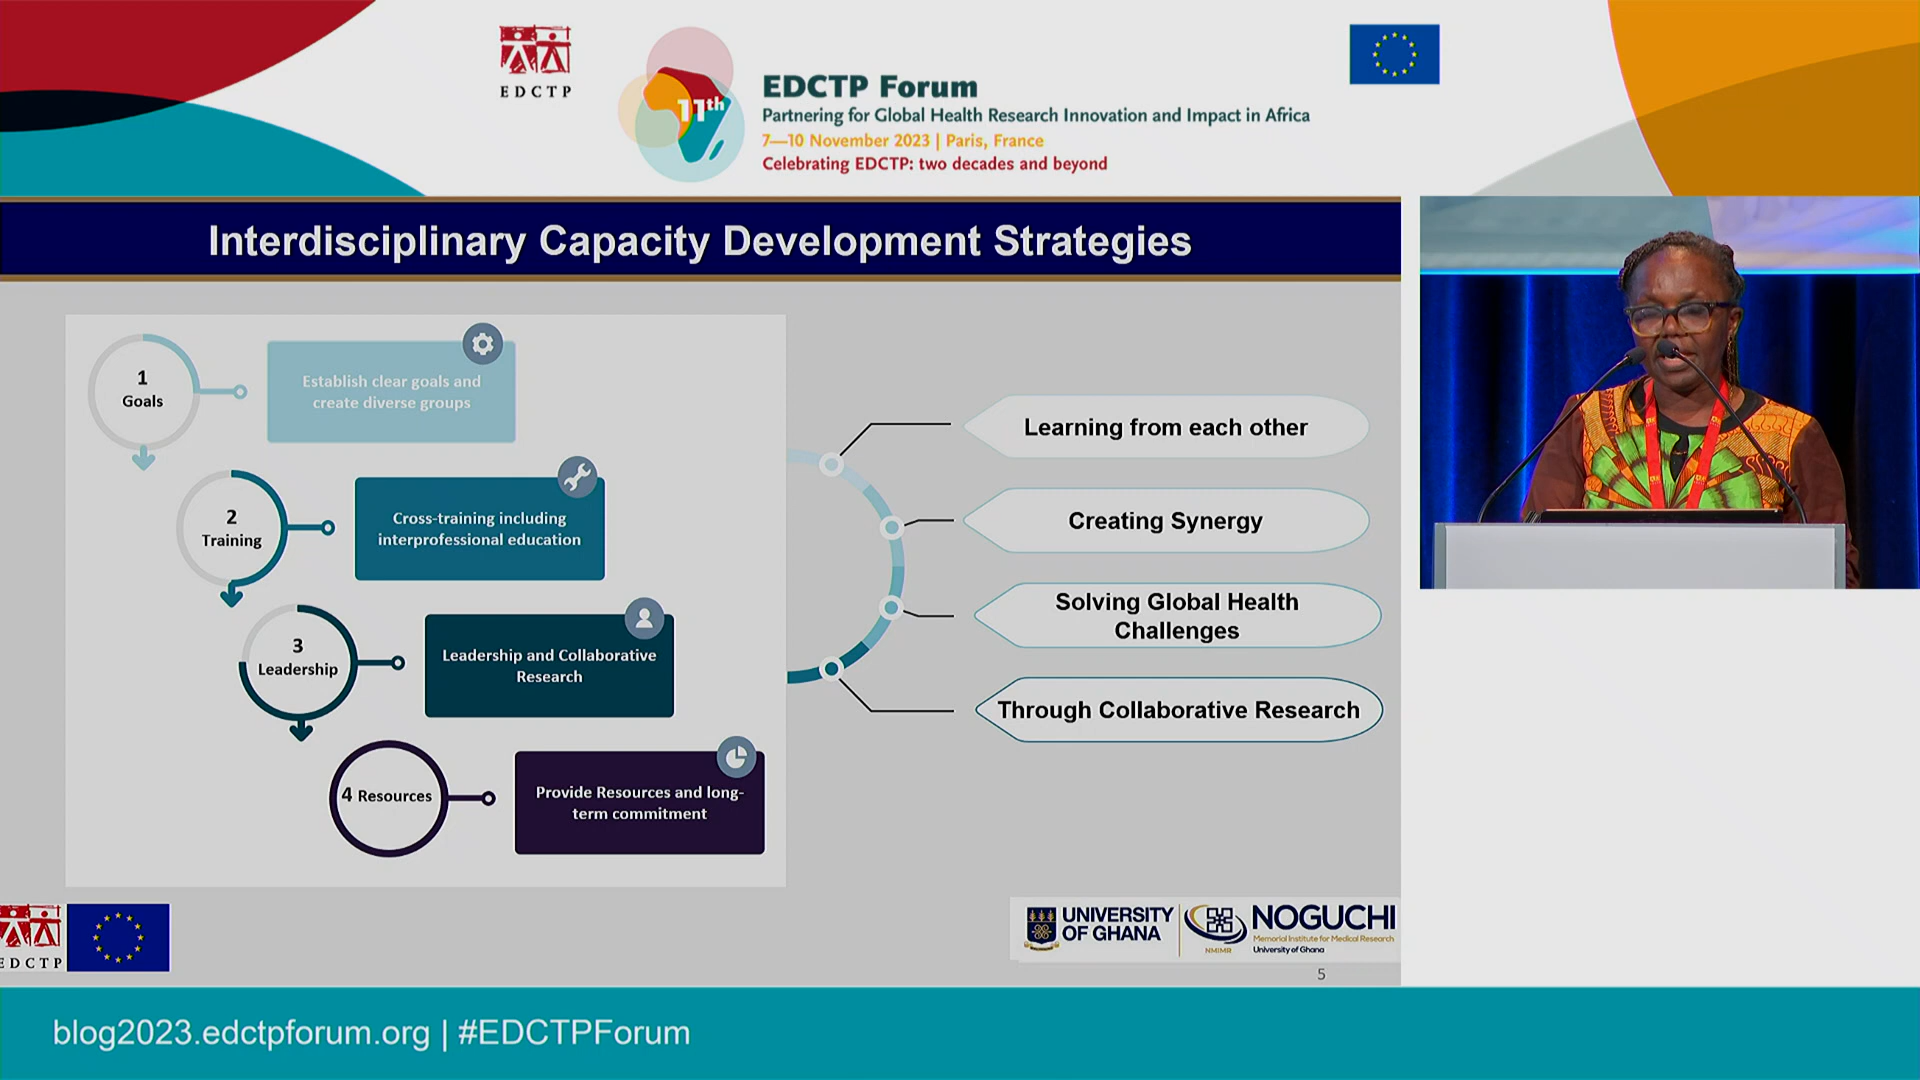 EDCTP
11th
EDCTP Forum
Partnering for Global Health Research Innovation and Impact in Africa
7—10 November 2023 | Paris, France
Celebrating EDCTP: two decades and beyond
Interdisciplinary Capacity Development Strategies
1
Goals
Establish clear goals and
create diverse groups
2
Training
Cross-training including
interprofessional education
3
Leadership
Leadership and Collaborative
Research
4 Resources
Provide Resources and long-
term commitment
Learning from each other
Creating Synergy
Solving Global Health
Challenges
Through Collaborative Research
EDCTP
UNIVERSITY
OF GHANA
NMIMR
NOGUCHI
Memorial Institute for Medical Research
University of Ghana
5
blog2023.edctpforum.org | #EDCTPForum